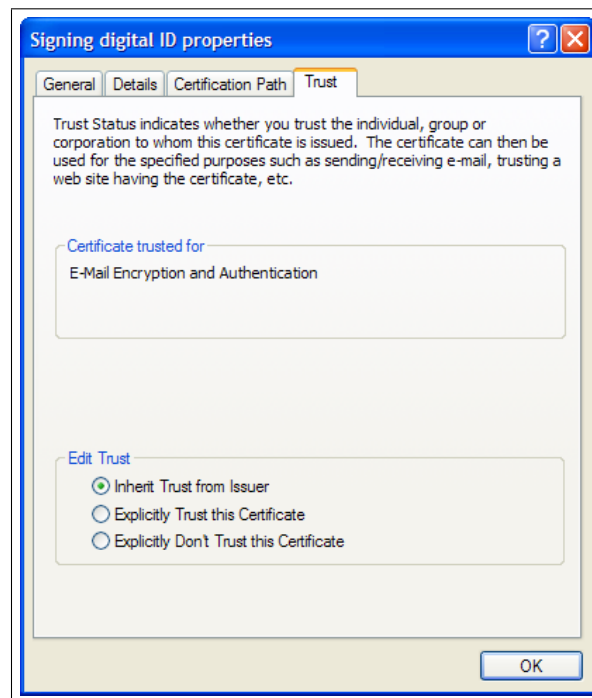 Signing digital ID properties
?
General Details Certification Path Trust
Trust Status indicates whether you trust the individual, group or
corporation to whom this certificate is issued. The certificate can then be
used for the specified purposes such as sending/receiving e-mail, trusting a
web site having the certificate, etc.
Certificate trusted for
E-Mail Encryption and Authentication
Edit Trust
Inherit Trust from Issuer
Explicitly Trust this Certificate
Explicitly Don't Trust this Certificate
OK